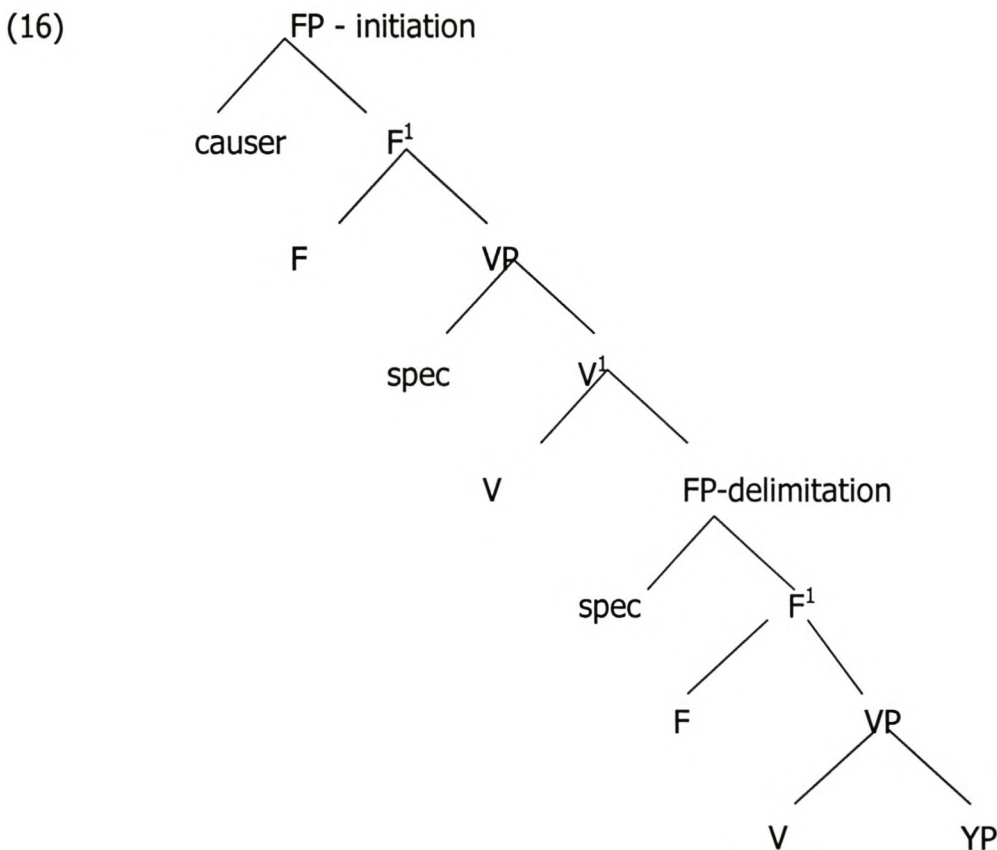 (16) FP - initiation
causer F¹
F VP
spec V¹
V FP-delimitation
spec F¹
F VP
V YP